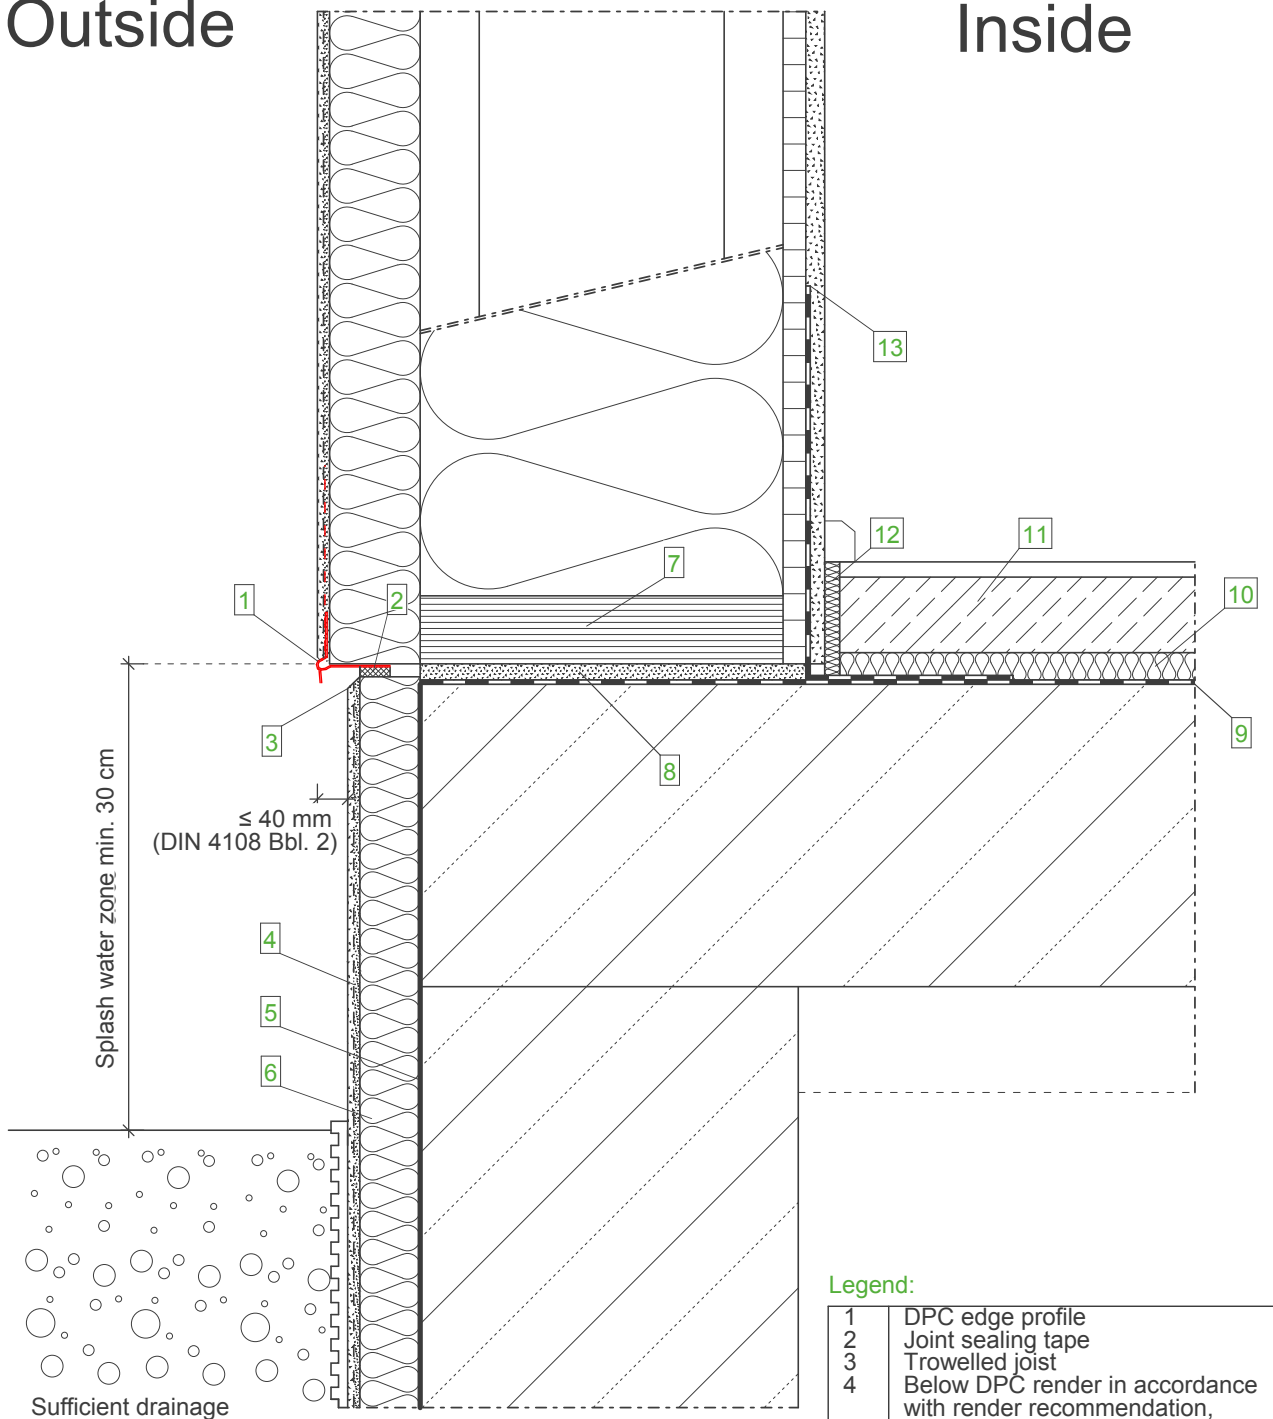 Outside
Inside
13
12
11
7
10
1
2
3
8
9
≤ 40 mm
(DIN 4108 Bbl. 2)
Splash water zone min. 30 cm
4
5
6
Sufficient drainage
Legend:
1 DPC edge profile
2 Joint sealing tape
3 Trowelled joist
4 Below DPC render in accordance
with render recommendation,